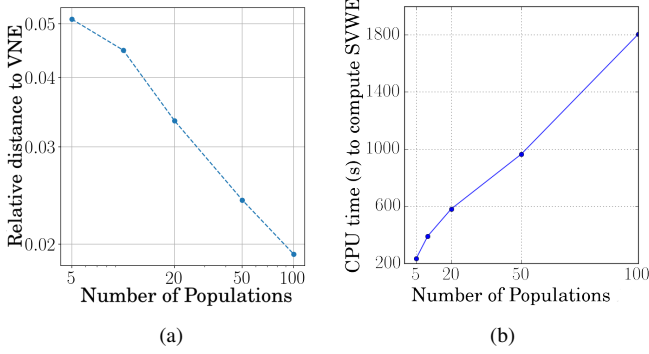 Relative distance to VNE
0.05
0.04
0.03
0.02
5
20
50
100
Number of Populations
(a)
CPU time (s) to compute SVWE
1800
1400
1000
600
200
5
20
50
100
Number of Populations
(b)